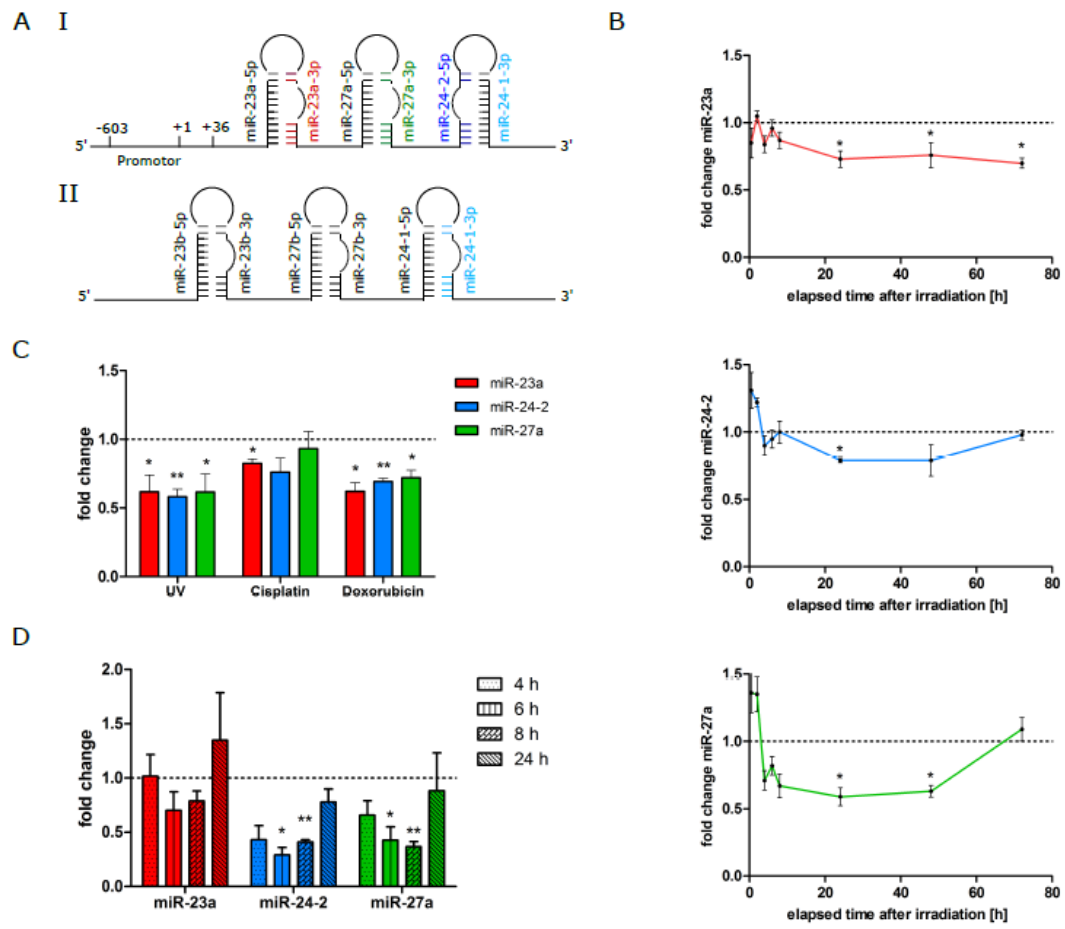 A I
miR-23a-5p
miR-23a-3p
miR-27a-5p
miR-27a-3p
miR-24-2-5p
miR-24-1-3p
-603
+1
+36
5'
3'
Promotor
II
miR-23b-5p
miR-23b-3p
miR-27b-5p
miR-27b-3p
miR-24-1-5p
miR-24-1-3p
5'
3'
B
fold change miR-23a
1.5
1.0
0.5
0.0
* * *
0 20 40 60 80
elapsed time after irradiation [h]
fold change miR-24-2
1.5
1.0
0.5
0.0
*
0 20 40 60 80
elapsed time after irradiation [h]
fold change miR-27a
1.5
1.0
0.5
0.0
* *
0 20 40 60 80
elapsed time after irradiation [h]
C
fold change
1.5
1.0
0.5
0.0
* ** * * * ** *
UV Cisplatin Doxorubicin
miR-23a
miR-24-2
miR-27a
D
fold change
2.0
1.5
1.0
0.5
0.0
* ** * **
miR-23a miR-24-2 miR-27a
4 h
6 h
8 h
24 h